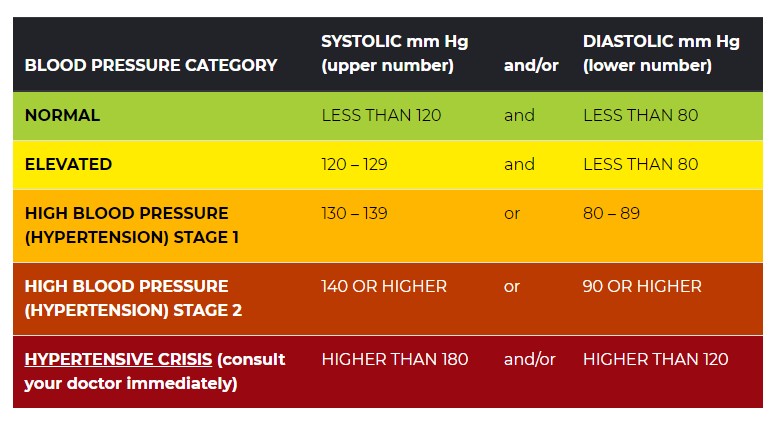 BLOOD PRESSURE CATEGORY SYSTOLIC mm Hg (upper number) and/or DIASTOLIC mm Hg (lower number)
NORMAL LESS THAN 120 and LESS THAN 80
ELEVATED 120 – 129 and LESS THAN 80
HIGH BLOOD PRESSURE 130 – 139 or 80 – 89
(HYPERTENSION) STAGE 1
HIGH BLOOD PRESSURE 140 OR HIGHER or 90 OR HIGHER
(HYPERTENSION) STAGE 2
HYPERTENSIVE CRISIS (consult HIGHER THAN 180 and/or HIGHER THAN 120
your doctor immediately)